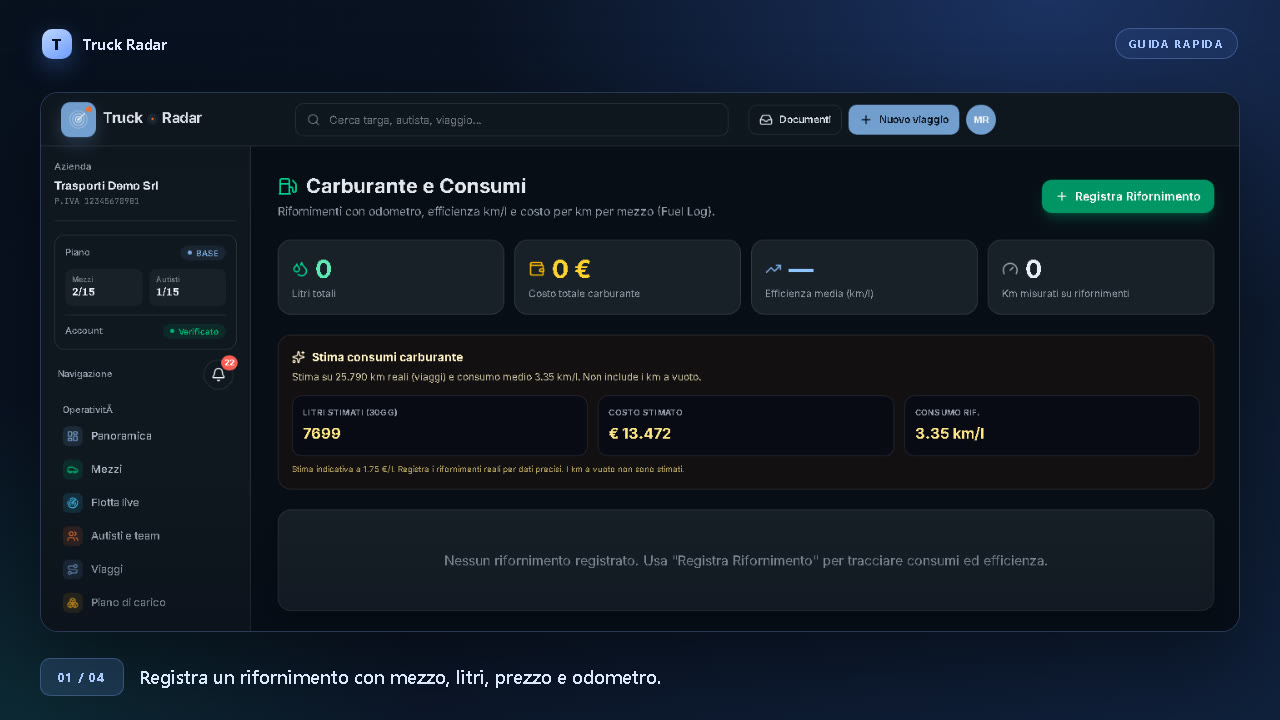 T
Truck Radar
GUIDA RAPIDA
Truck Radar
Cerca targa, autista, viaggio...
Documenti
+ Nuovo viaggio
MR
Azienda
Trasporti Demo Srl
P.IVA 12345678901
Piano
BASE
Mezzi
2/15
Autisti
1/15
Account
Verificato
Navigazione
22
OperativitÃ
Panoramica
Mezzi
Flotta live
Autisti e team
Viaggi
Piano di carico
Carburante e Consumi
Rifornimenti con odometro, efficienza km/l e costo per km per mezzo (Fuel Log).
+ Registra Rifornimento
0
Litri totali
0 €
Costo totale carburante
—
Efficienza media (km/l)
0
Km misurati su rifornimenti
Stima consumi carburante
Stima su 25.790 km reali (viaggi) e consumo medio 3.35 km/l. Non include i km a vuoto.
LITRI STIMATI (30GG)
7699
COSTO STIMATO
€ 13.472
CONSUMO RIF.
3.35 km/l
Stima indicativa a 1.75 €/l. Registra i rifornimenti reali per dati precisi. I km a vuoto non sono stimati.
Nessun rifornimento registrato. Usa "Registra Rifornimento" per tracciare consumi ed efficienza.
01 / 04
Registra un rifornimento con mezzo, litri, prezzo e odometro.